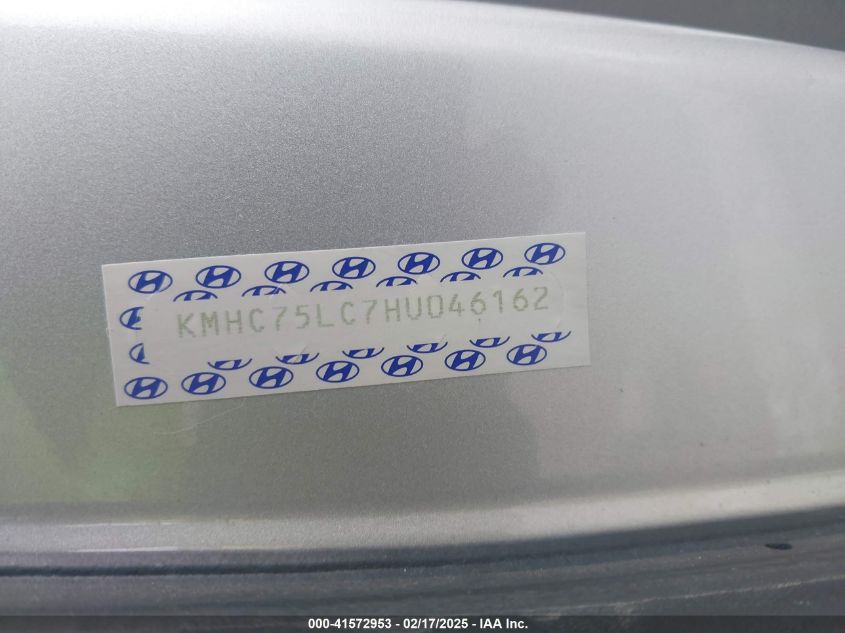 KMHC75LC7HU046162
000-41572953 – 02/17/2025 - IAA Inc.